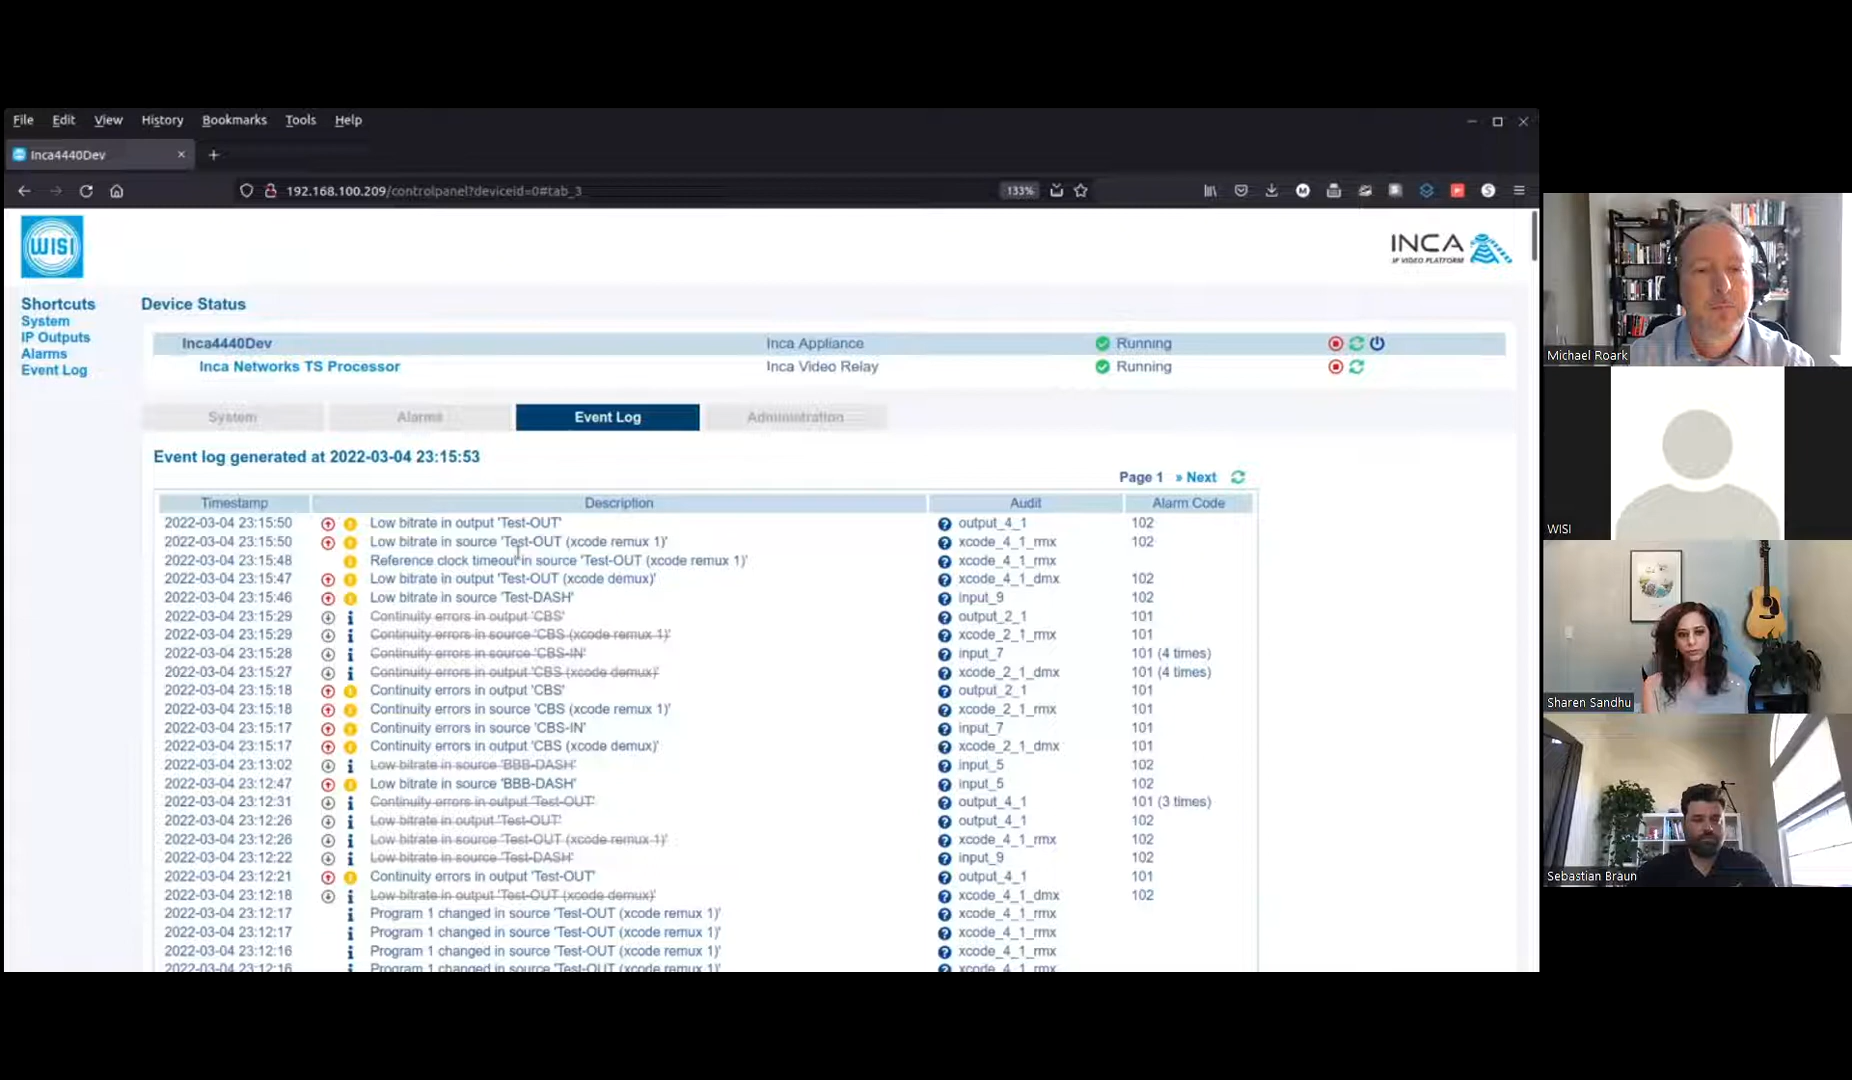 File Edit View History Bookmarks Tools Help
Inca4440Dev
192.168.100.209/controlpanel?deviceid=0#tab_3 133%
WISI
INCA
IP VIDEO PLATFORM
Shortcuts
System
IP Outputs
Alarms
Event Log
Device Status
Inca4440Dev Inca Appliance Running
Inca Networks TS Processor Inca Video Relay Running
System Alarms Event Log Administration
Event log generated at 2022-03-04 23:15:53
Page 1 » Next
Timestamp Description Audit Alarm Code
2022-03-04 23:15:50 Low bitrate in output 'Test-OUT' output_4_1 102
2022-03-04 23:15:50 Low bitrate in source 'Test-OUT (xcode remux 1)' xcode_4_1_rmx 102
2022-03-04 23:15:48 Reference clock timeout in source 'Test-OUT (xcode remux 1)' xcode_4_1_rmx
2022-03-04 23:15:47 Low bitrate in output 'Test-OUT (xcode demux)' xcode_4_1_dmx 102
2022-03-04 23:15:46 Low bitrate in source 'Test-DASH' input_9 102
2022-03-04 23:15:29 Continuity errors in output 'CBS' output_2_1 101
2022-03-04 23:15:29 Continuity errors in source 'CBS (xcode remux 1)' xcode_2_1_rmx 101
2022-03-04 23:15:28 Continuity errors in source 'CBS-IN' input_7 101 (4 times)
2022-03-04 23:15:27 Continuity errors in output 'CBS (xcode demux)' xcode_2_1_dmx 101 (4 times)
2022-03-04 23:15:18 Continuity errors in output 'CBS' output_2_1 101
2022-03-04 23:15:18 Continuity errors in source 'CBS (xcode remux 1)' xcode_2_1_rmx 101
2022-03-04 23:15:17 Continuity errors in source 'CBS-IN' input_7 101
2022-03-04 23:15:17 Continuity errors in output 'CBS (xcode demux)' xcode_2_1_dmx 101
2022-03-04 23:13:02 Low bitrate in source 'BBB-DASH' input_5 102
2022-03-04 23:12:47 Low bitrate in source 'BBB-DASH' input_5 102
2022-03-04 23:12:31 Continuity errors in output 'Test-OUT' output_4_1 101 (3 times)
2022-03-04 23:12:26 Low bitrate in output 'Test-OUT' output_4_1 102
2022-03-04 23:12:26 Low bitrate in source 'Test-OUT (xcode remux 1)' xcode_4_1_rmx 102
2022-03-04 23:12:22 Low bitrate in source 'Test-DASH' input_9 102
2022-03-04 23:12:21 Continuity errors in output 'Test-OUT' output_4_1 101
2022-03-04 23:12:18 Low bitrate in output 'Test-OUT (xcode demux)' xcode_4_1_dmx 102
2022-03-04 23:12:17 Program 1 changed in source 'Test-OUT (xcode remux 1)' xcode_4_1_rmx
2022-03-04 23:12:17 Program 1 changed in source 'Test-OUT (xcode remux 1)' xcode_4_1_rmx
2022-03-04 23:12:16 Program 1 changed in source 'Test-OUT (xcode remux 1)' xcode_4_1_rmx
2022-03-04 23:12:16 Program 1 changed in source 'Test-OUT (xcode remux 1)' xcode_4_1_rmx
Michael Roark
WISI
Sharen Sandhu
Sebastian Braun